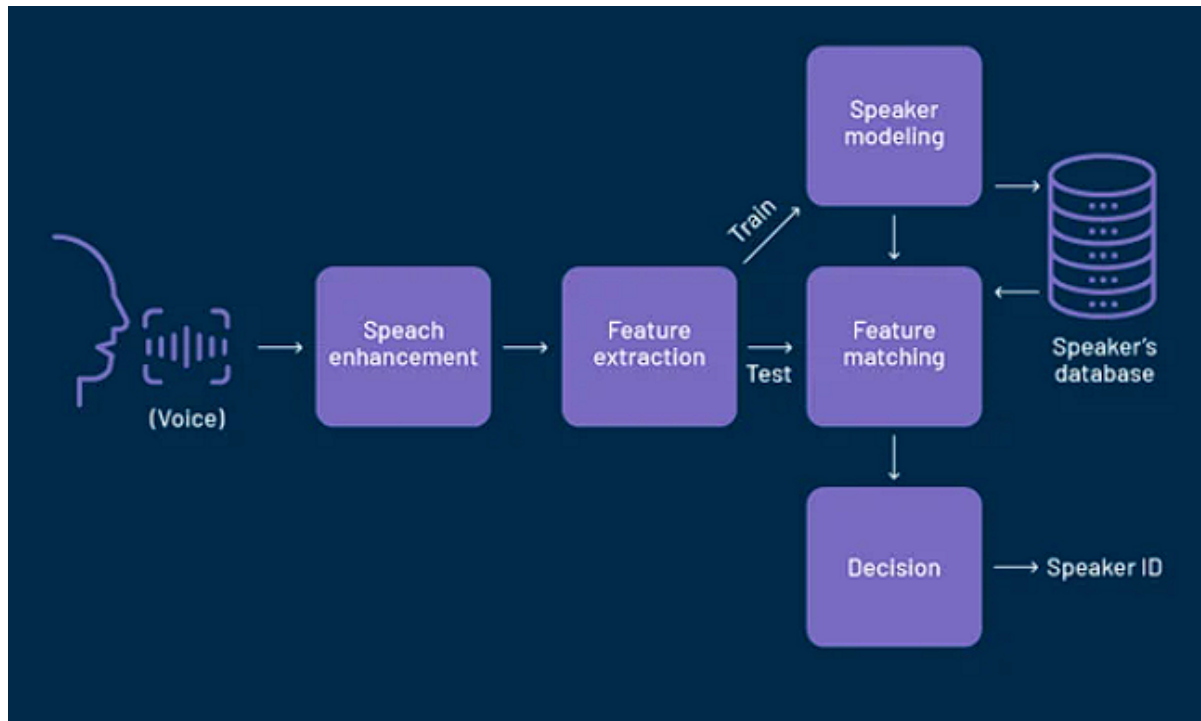 Speaker
modeling
Train
(Voice)
Speach
enhancement
Feature
extraction
Test
Feature
matching
Speaker's
database
Decision
Speaker ID